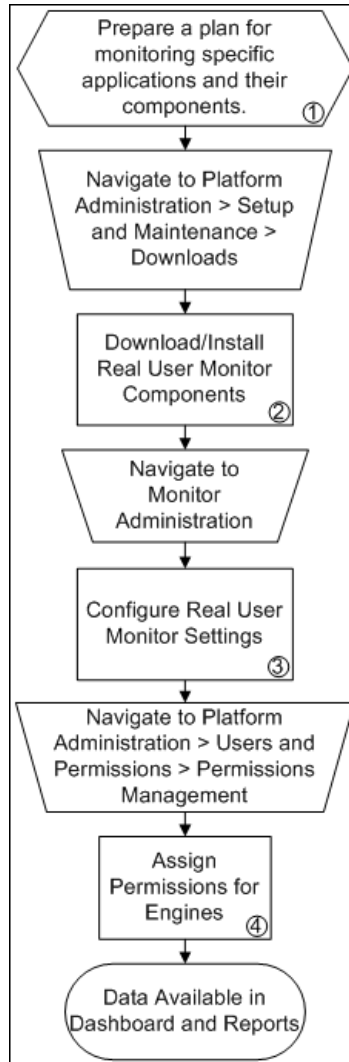 Prepare a plan for
monitoring specific
applications and their
components.
1
Navigate to Platform
Administration > Setup
and Maintenance >
Downloads
Download/Install
Real User Monitor
Components
2
Navigate to
Monitor
Administration
Configure Real User
Monitor Settings
3
Navigate to Platform
Administration > Users and
Permissions > Permissions
Management
Assign
Permissions for
Engines
4
Data Available in
Dashboard and Reports